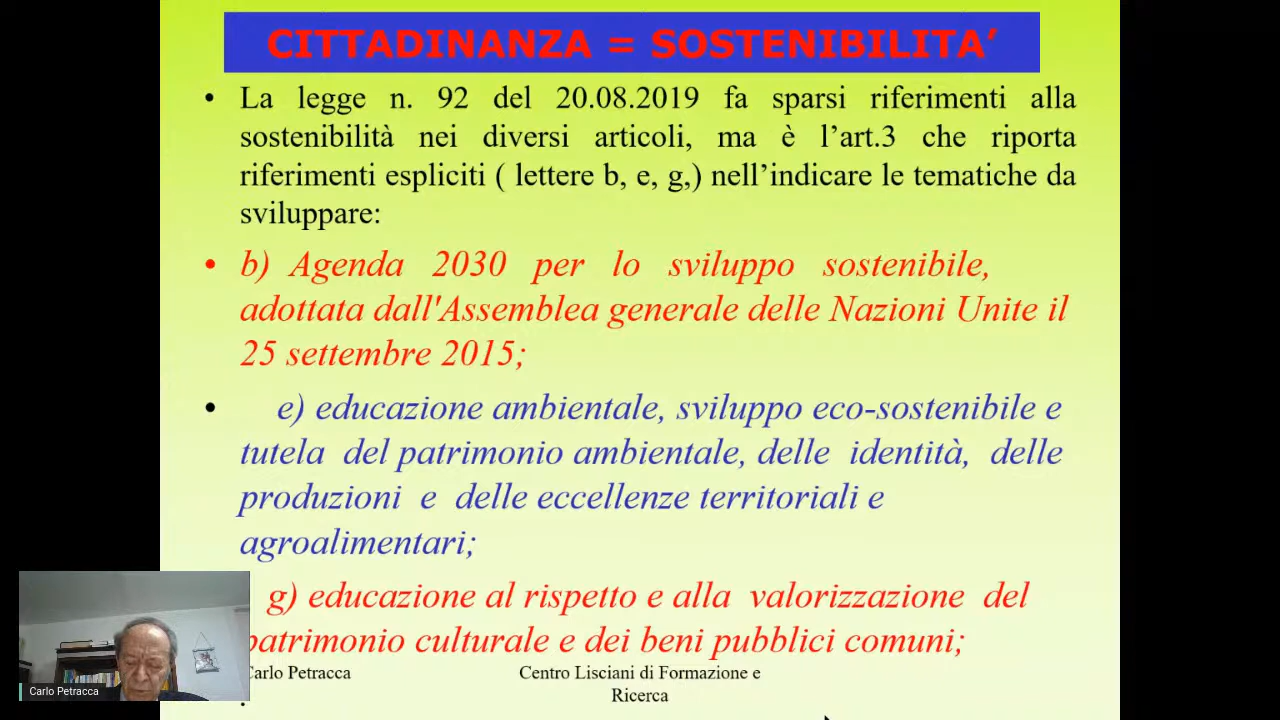 CITTADINANZA = SOSTENIBILITA’
• La legge n. 92 del 20.08.2019 fa sparsi riferimenti alla
sostenibilità nei diversi articoli, ma è l’art.3 che riporta
riferimenti espliciti ( lettere b, e, g,) nell’indicare le tematiche da
sviluppare:
• b) Agenda 2030 per lo sviluppo sostenibile,
adottata dall'Assemblea generale delle Nazioni Unite il
25 settembre 2015;
• e) educazione ambientale, sviluppo eco-sostenibile e
tutela del patrimonio ambientale, delle identità, delle
produzioni e delle eccellenze territoriali e
agroalimentari;
g) educazione al rispetto e alla valorizzazione del
patrimonio culturale e dei beni pubblici comuni;
Carlo Petracca
Centro Lisciani di Formazione e
Ricerca
.
Carlo Petracca